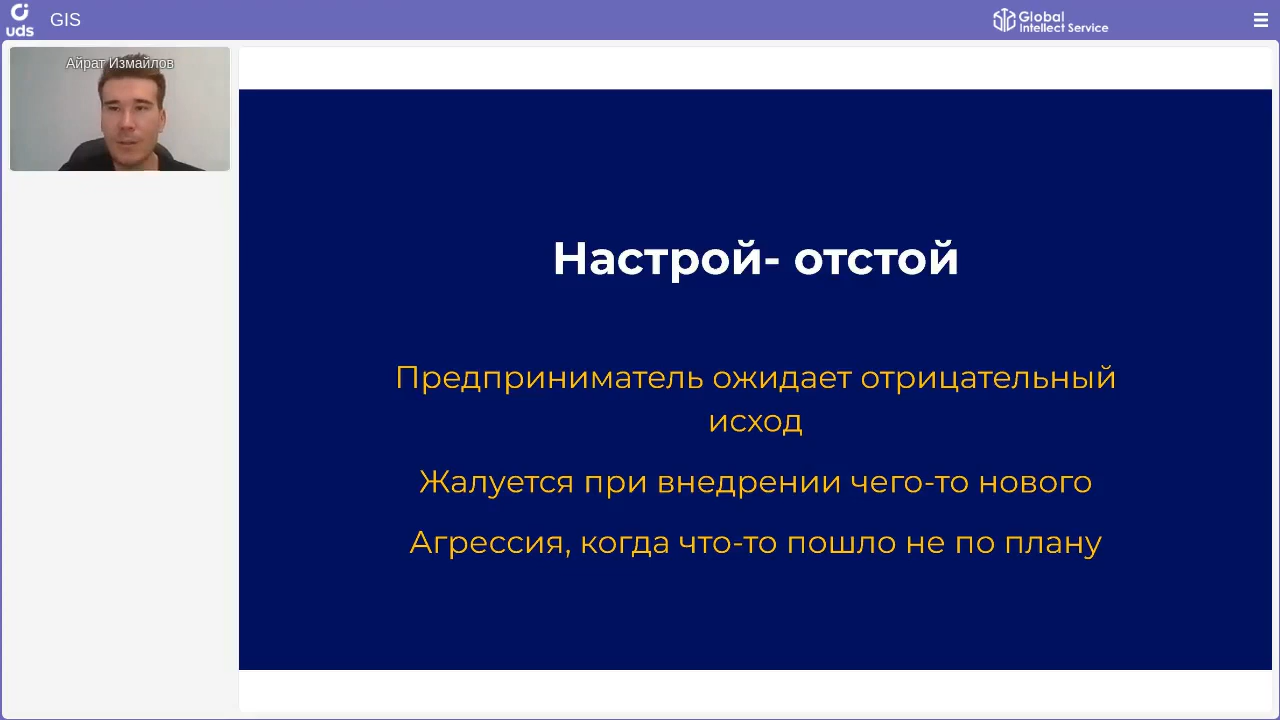 uds
GIS
Global
Intellect Service
Айрат Измайлов
Настрой- отстой
Предприниматель ожидает отрицательный
исход
Жалуется при внедрении чего-то нового
Агрессия, когда что-то пошло не по плану